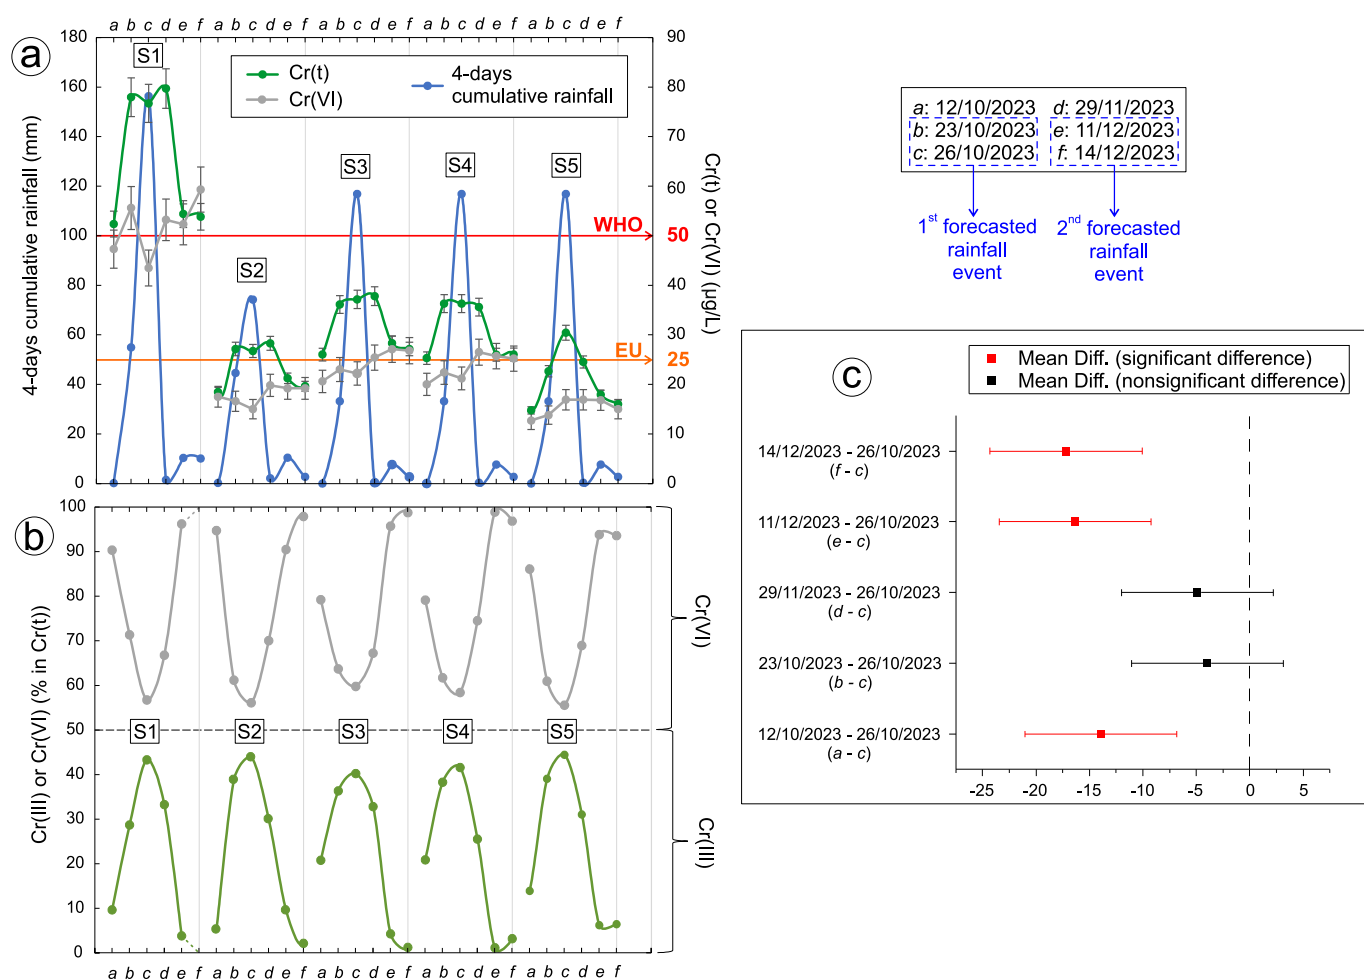 a b c d e f a b c d e f a b c d e f a b c d e f a b c d e f
a
180
160
140
120
100
80
60
40
20
0
4-days cumulative rainfall (mm)
90
80
70
60
50
40
30
25
20
10
0
Cr(t) or Cr(VI) (µg/L)
Cr(t)
Cr(VI)
4-days
cumulative rainfall
S1
S2
S3
S4
S5
WHO
EU
a: 12/10/2023 d: 29/11/2023
b: 23/10/2023 e: 11/12/2023
c: 26/10/2023 f: 14/12/2023
1st forecasted
rainfall
event
2nd forecasted
rainfall
event
b
100
90
80
70
60
50
40
30
20
10
0
Cr(III) or Cr(VI) (% in Cr(t))
S1 S2 S3 S4 S5
Cr(VI)
Cr(III)
a b c d e f a b c d e f a b c d e f a b c d e f a b c d e f
c
Mean Diff. (significant difference)
Mean Diff. (nonsignificant difference)
14/12/2023 - 26/10/2023
(f - c)
11/12/2023 - 26/10/2023
(e - c)
29/11/2023 - 26/10/2023
(d - c)
23/10/2023 - 26/10/2023
(b - c)
12/10/2023 - 26/10/2023
(a - c)
-25 -20 -15 -10 -5 0 5